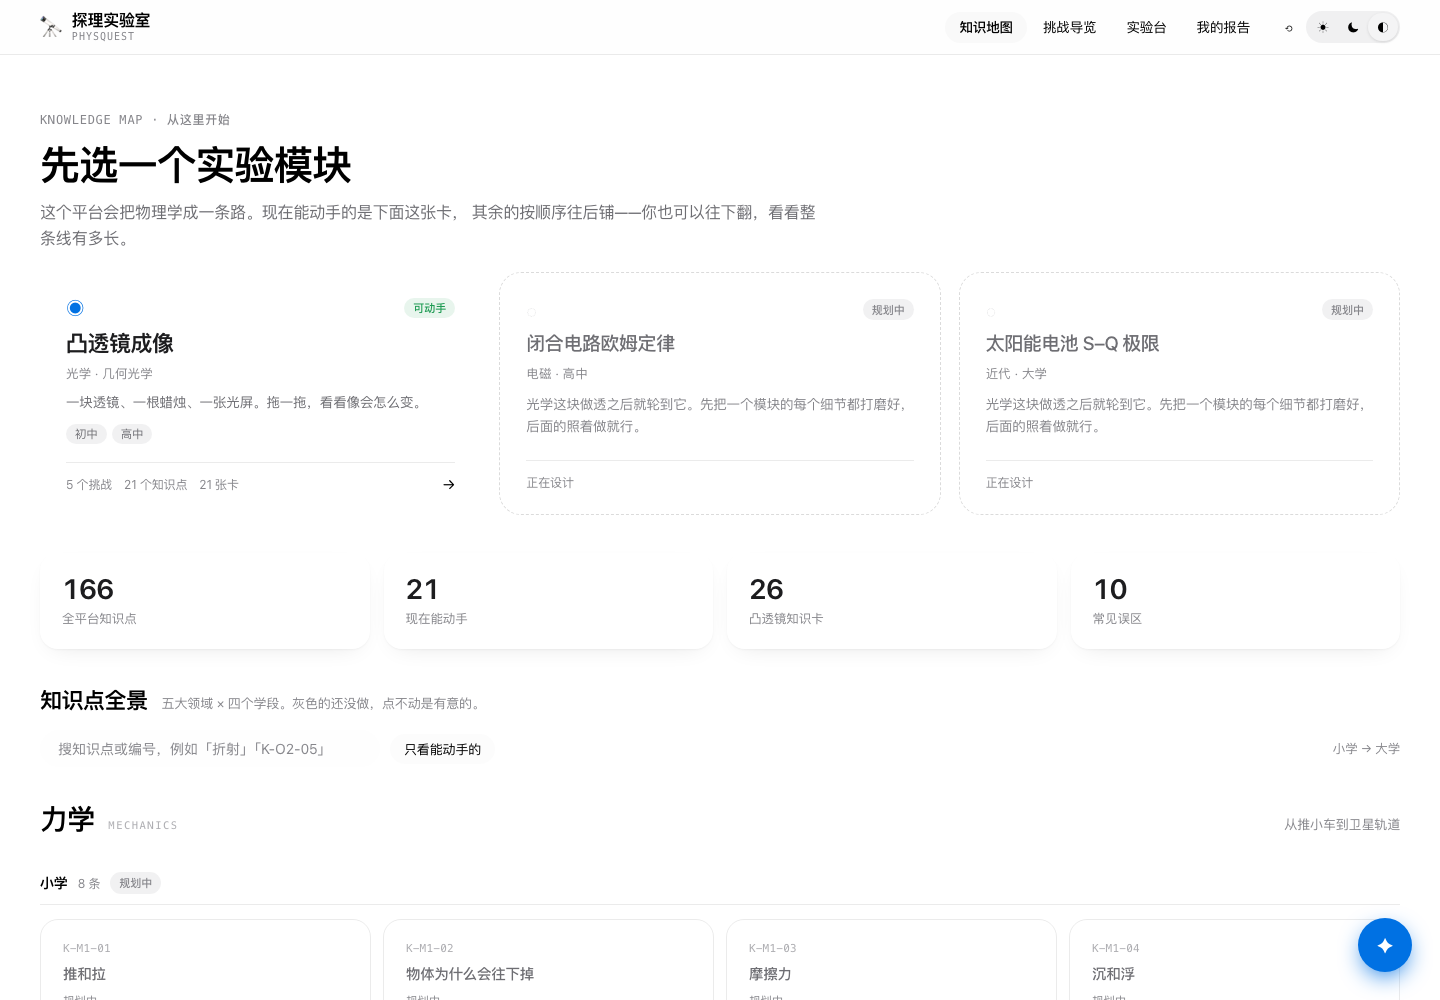 探理实验室
PHYSQUEST
知识地图
挑战导览
实验台
我的报告
KNOWLEDGE MAP · 从这里开始
先选一个实验模块
这个平台会把物理学成一条路。现在能动手的是下面这张卡， 其余的按顺序往后铺——你也可以往下翻，看看整
条线有多长。
可动手
凸透镜成像
光学 · 几何光学
一块透镜、一根蜡烛、一张光屏。拖一拖，看看像会怎么变。
初中
高中
5 个挑战 21 个知识点 21 张卡 →
规划中
闭合电路欧姆定律
电磁 · 高中
光学这块做透之后就轮到它。先把一个模块的每个细节都打磨好，
后面的照着做就行。
正在设计
规划中
太阳能电池 S–Q 极限
近代 · 大学
光学这块做透之后就轮到它。先把一个模块的每个细节都打磨好，
后面的照着做就行。
正在设计
166
全平台知识点
21
现在能动手
26
凸透镜知识卡
10
常见误区
知识点全景 五大领域 × 四个学段。灰色的还没做，点不动是有意的。
搜知识点或编号，例如「折射」「K-O2-05」
只看能动手的
小学 → 大学
力学 MECHANICS
从推小车到卫星轨道
小学 8 条 规划中
K-M1-01
推和拉
规划中
K-M1-02
物体为什么会往下掉
规划中
K-M1-03
摩擦力
规划中
K-M1-04
沉和浮
规划中